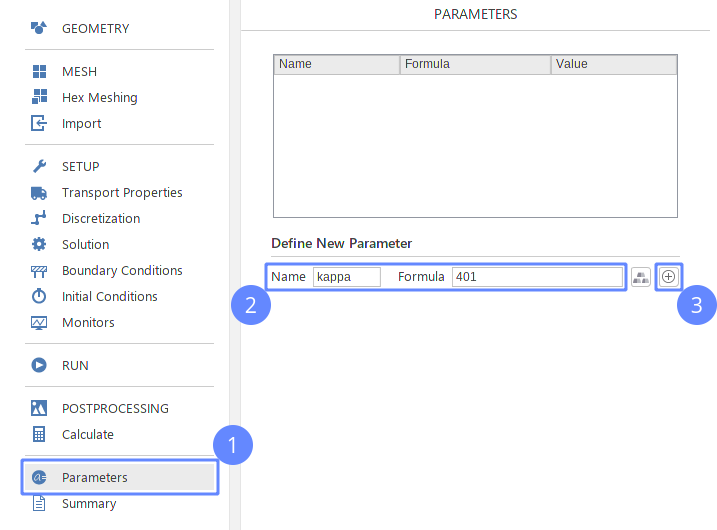 GEOMETRY
MESH
Hex Meshing
Import
SETUP
Transport Properties
Discretization
Solution
Boundary Conditions
Initial Conditions
Monitors
RUN
POSTPROCESSING
Calculate
1
Parameters
Summary
PARAMETERS
Name Formula Value
Define New Parameter
Name kappa Formula 401
2 3